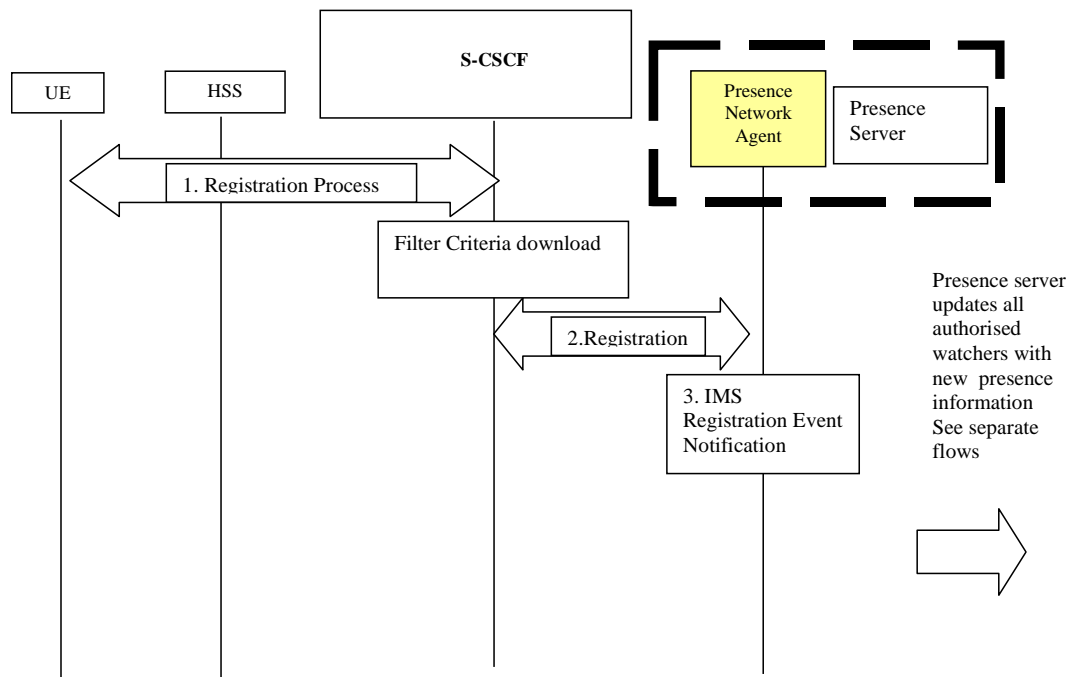 S-CSCF
UE
HSS
Presence
Network
Agent
Presence
Server
1. Registration Process
Filter Criteria download
2.Registration
3. IMS
Registration Event
Notification
Presence server
updates all
authorised
watchers with
new presence
information
See separate
flows